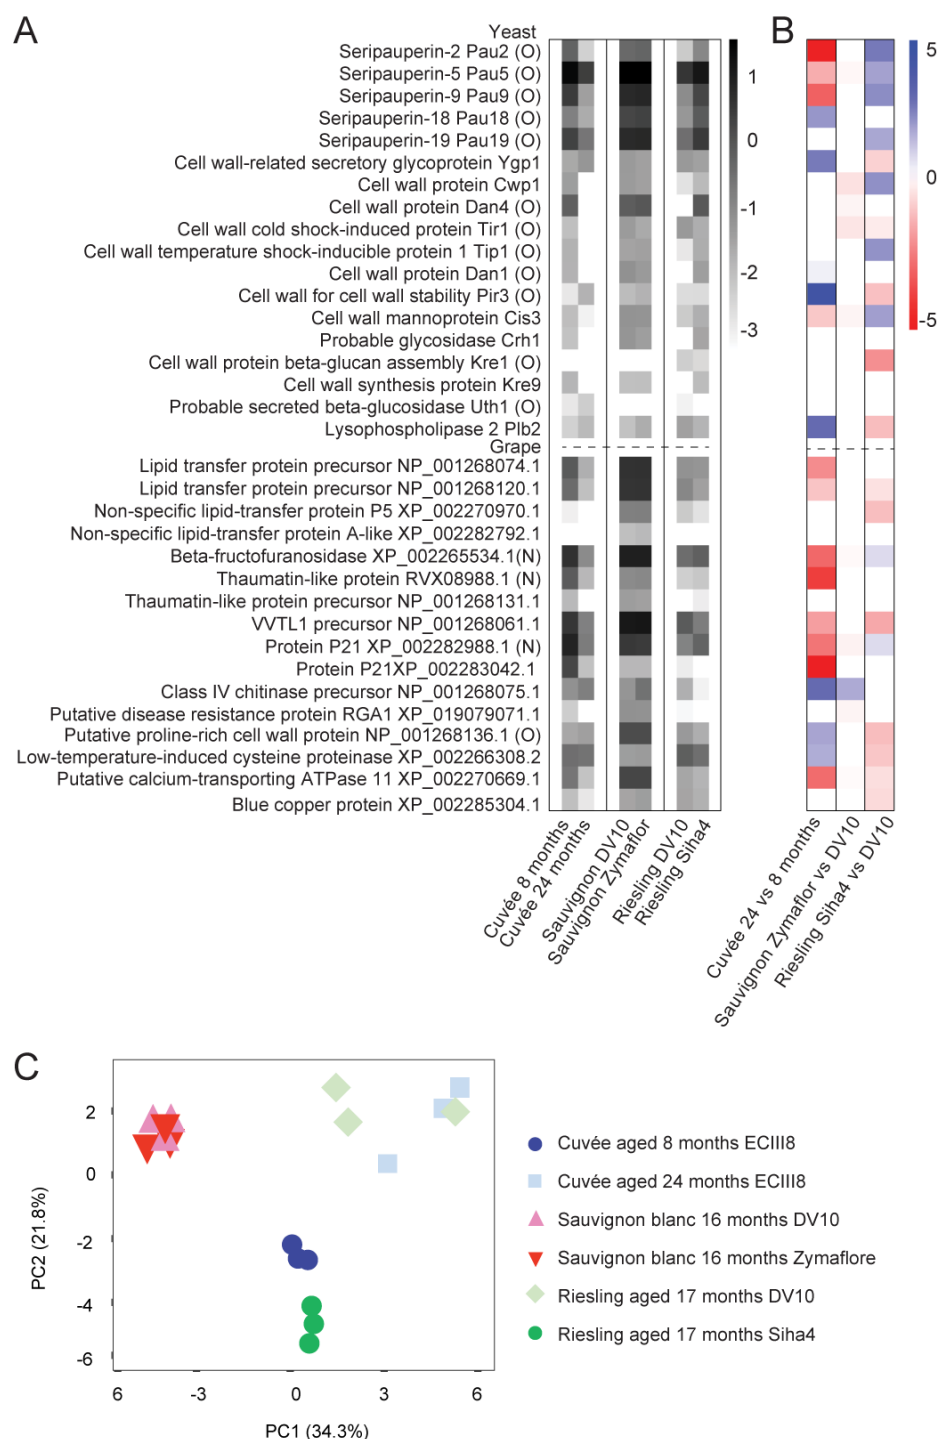 A
B
Yeast
Seripauperin-2 Pau2 (O)
Seripauperin-5 Pau5 (O)
Seripauperin-9 Pau9 (O)
Seripauperin-18 Pau18 (O)
Seripauperin-19 Pau19 (O)
Cell wall-related secretory glycoprotein Ygp1
Cell wall protein Cwp1
Cell wall protein Dan4 (O)
Cell wall cold shock-induced protein Tir1 (O)
Cell wall temperature shock-inducible protein 1 Tip1 (O)
Cell wall protein Dan1 (O)
Cell wall for cell wall stability Pir3 (O)
Cell wall mannoprotein Cis3
Probable glycosidase Crh1
Cell wall protein beta-glucan assembly Kre1 (O)
Cell wall synthesis protein Kre9
Probable secreted beta-glucosidase Uth1 (O)
Lysophospholipase 2 Plb2
Grape
Lipid transfer protein precursor NP_001268074.1
Lipid transfer protein precursor NP_001268120.1
Non-specific lipid-transfer protein P5 XP_002270970.1
Non-specific lipid-transfer protein A-like XP_002282792.1
Beta-fructofuranosidase XP_002265534.1(N)
Thaumatin-like protein RVX08988.1 (N)
Thaumatin-like protein precursor NP_001268131.1
VVTL1 precursor NP_001268061.1
Protein P21 XP_002282988.1 (N)
Protein P21XP_002283042.1
Class IV chitinase precursor NP_001268075.1
Putative disease resistance protein RGA1 XP_019079071.1
Putative proline-rich cell wall protein NP_001268136.1 (O)
Low-temperature-induced cysteine proteinase XP_002266308.2
Putative calcium-transporting ATPase 11 XP_002270669.1
Blue copper protein XP_002285304.1
1
0
-1
-2
-3
5
0
-5
Cuvée 8 months
Cuvée 24 months
Sauvignon DV10
Sauvignon Zymaflor
Riesling DV10
Riesling Siha4
Cuvée 24 vs 8 months
Sauvignon Zymaflor vs DV10
Riesling Siha4 vs DV10
C
2
0
-2
-4
-6
PC2 (21.8%)
6
-3
0
3
6
PC1 (34.3%)
Cuvée aged 8 months ECIII8
Cuvée aged 24 months ECIII8
Sauvignon blanc 16 months DV10
Sauvignon blanc 16 months Zymaflore
Riesling aged 17 months DV10
Riesling aged 17 months Siha4